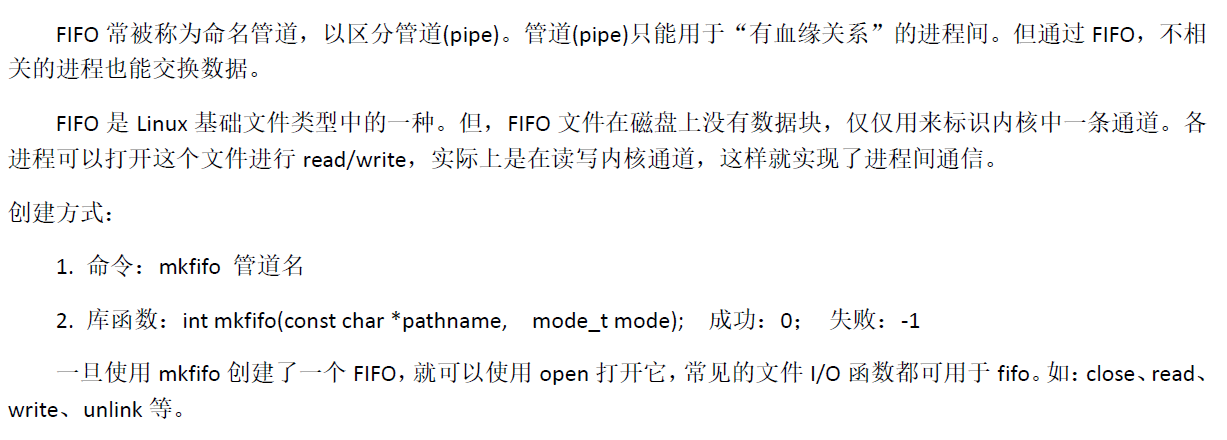 FIFO 常被称为命名管道，以区分管道(pipe)。管道(pipe)只能用于“有血缘关系”的进程间。但通过 FIFO，不相
关的进程也能交换数据。
FIFO 是 Linux 基础文件类型中的一种。但，FIFO 文件在磁盘上没有数据块，仅仅用来标识内核中一条通道。各
进程可以打开这个文件进行 read/write，实际上是在读写内核通道，这样就实现了进程间通信。
创建方式：
1. 命令：mkfifo 管道名
2. 库函数：int mkfifo(const char *pathname, mode_t mode); 成功：0； 失败：-1
一旦使用 mkfifo 创建了一个 FIFO，就可以使用 open 打开它，常见的文件 I/O 函数都可用于 fifo。如：close、read、
write、unlink 等。